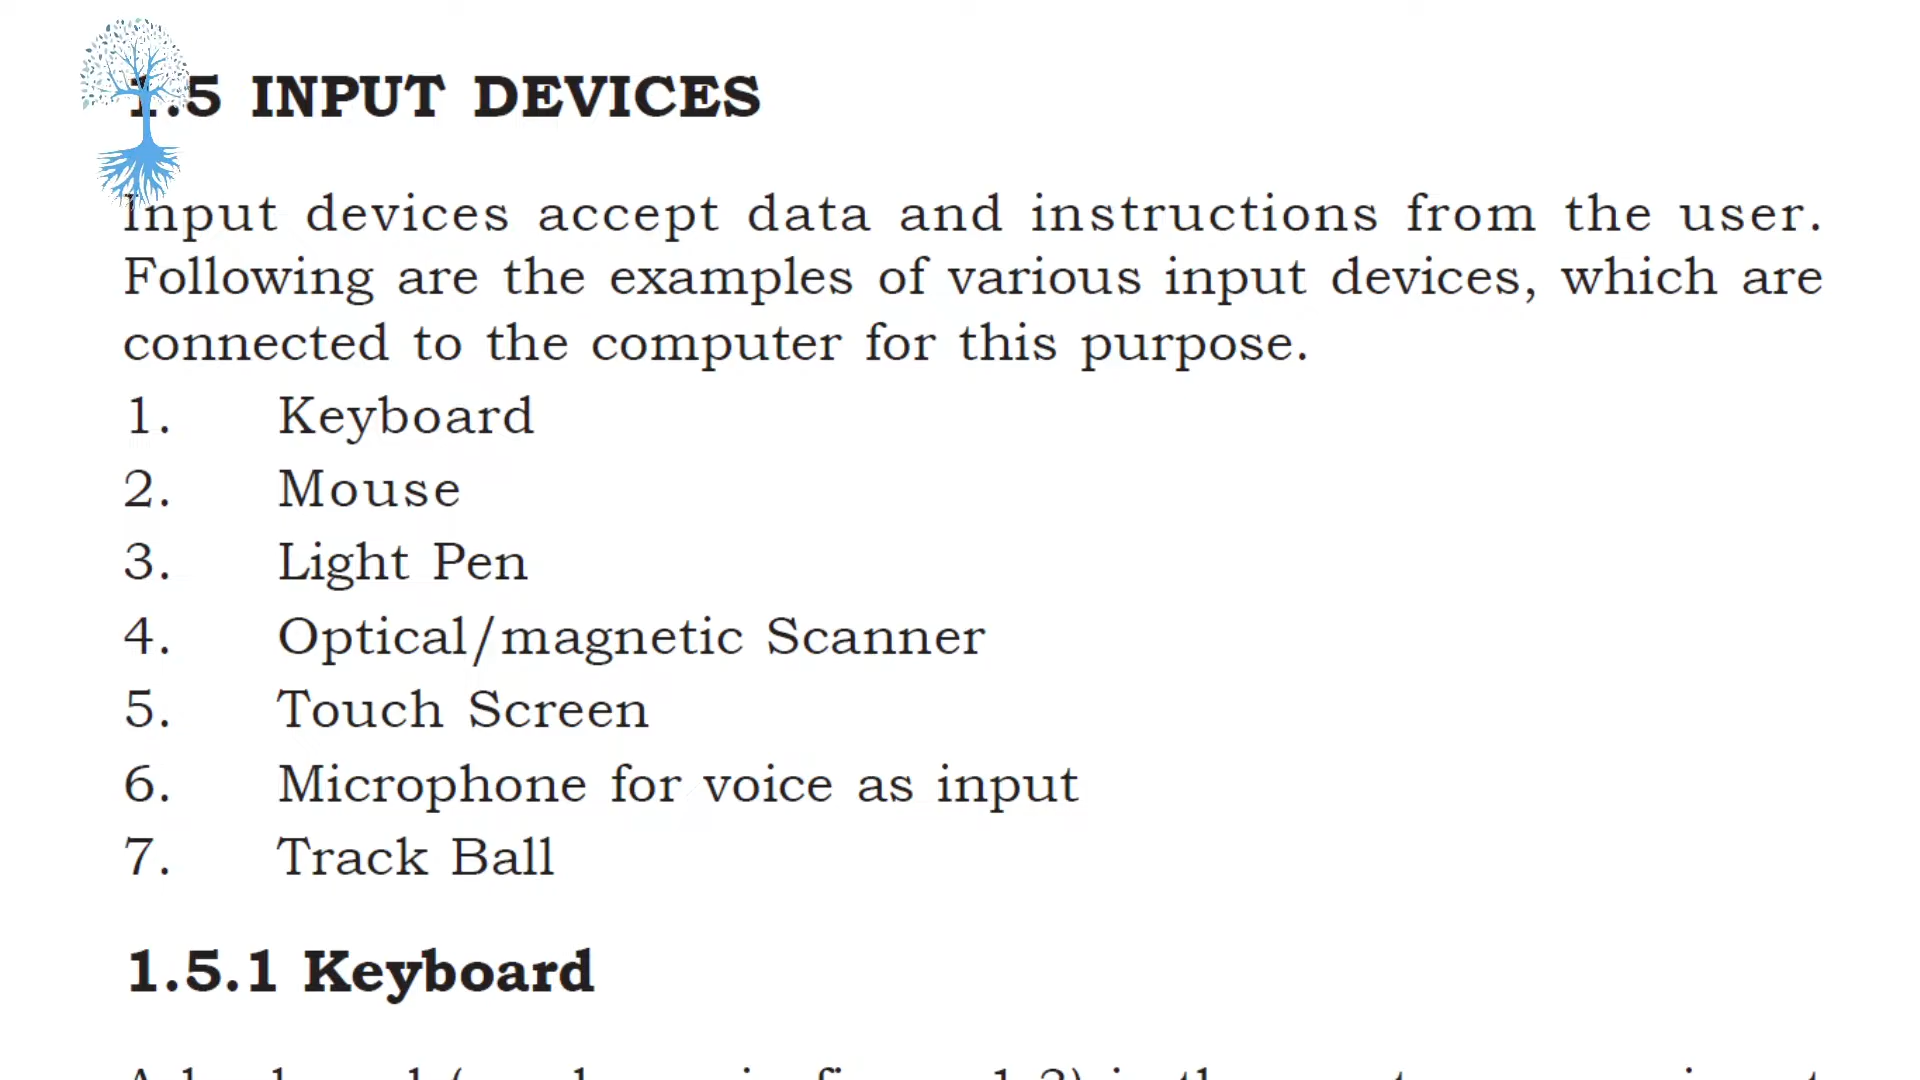 1.5 INPUT DEVICES
Input devices accept data and instructions from the user.
Following are the examples of various input devices, which are
connected to the computer for this purpose.
1. Keyboard
2. Mouse
3. Light Pen
4. Optical/magnetic Scanner
5. Touch Screen
6. Microphone for voice as input
7. Track Ball
1.5.1 Keyboard